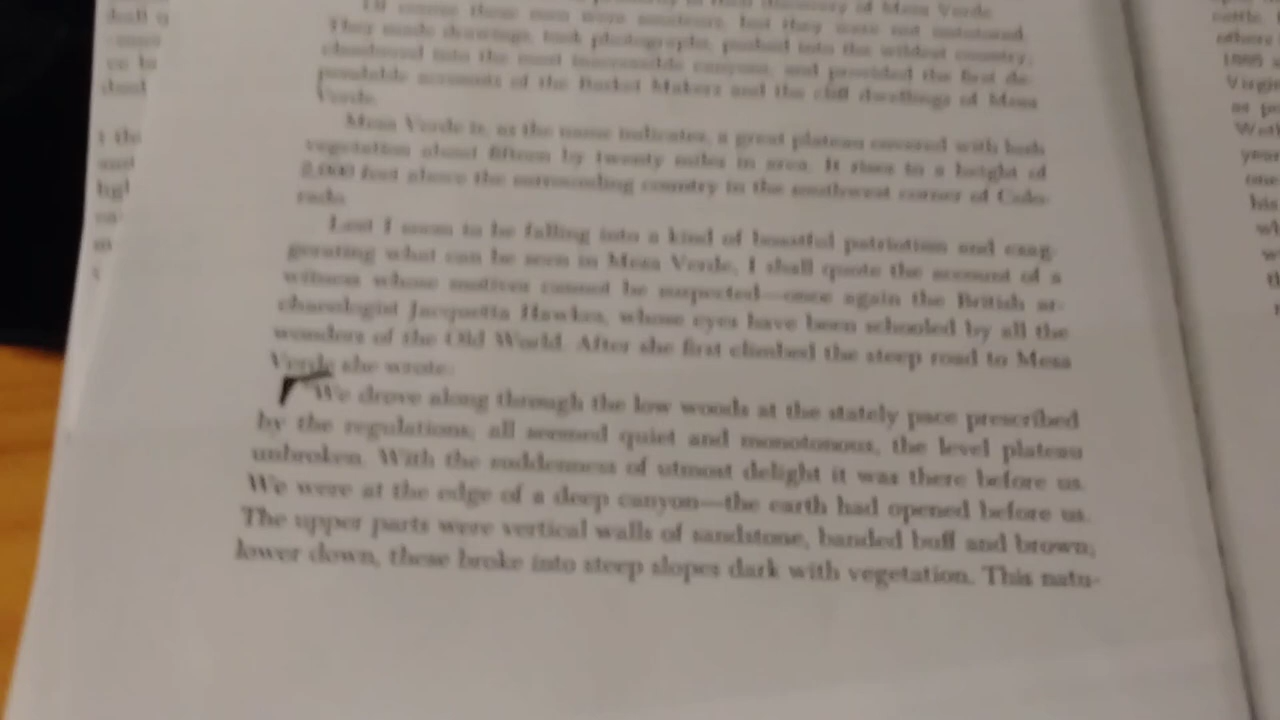 discovery of Mesa Verde
Of course these men were amateurs, but they were not untutored.
They made drawings, took photographs, pushed into the wildest country,
clambered into the most inaccessible canyons, and provided the first de-
pendable accounts of the Basket Makers and the cliff dwellings of Mesa
Verde.
Mesa Verde is, as the name indicates, a great plateau covered with lush
vegetation about fifteen by twenty miles in area. It rises to a height of
2,000 feet above the surrounding country in the southwest corner of Colo-
rado.
Lest I seem to be falling into a kind of boastful patriotism and exag-
gerating what can be seen in Mesa Verde, I shall quote the account of a
witness whose motives cannot be suspected—once again the British ar-
chaeologist Jacquetta Hawkes, whose eyes have been schooled by all the
wonders of the Old World. After she first climbed the steep road to Mesa
Verde she wrote:
"We drove along through the low woods at the stately pace prescribed
by the regulations; all seemed quiet and monotonous, the level plateau
unbroken. With the suddenness of utmost delight it was there before us.
We were at the edge of a deep canyon—the earth had opened before us.
The upper parts were vertical walls of sandstone, banded buff and brown;
lower down, these broke into steep slopes dark with vegetation. This natu-